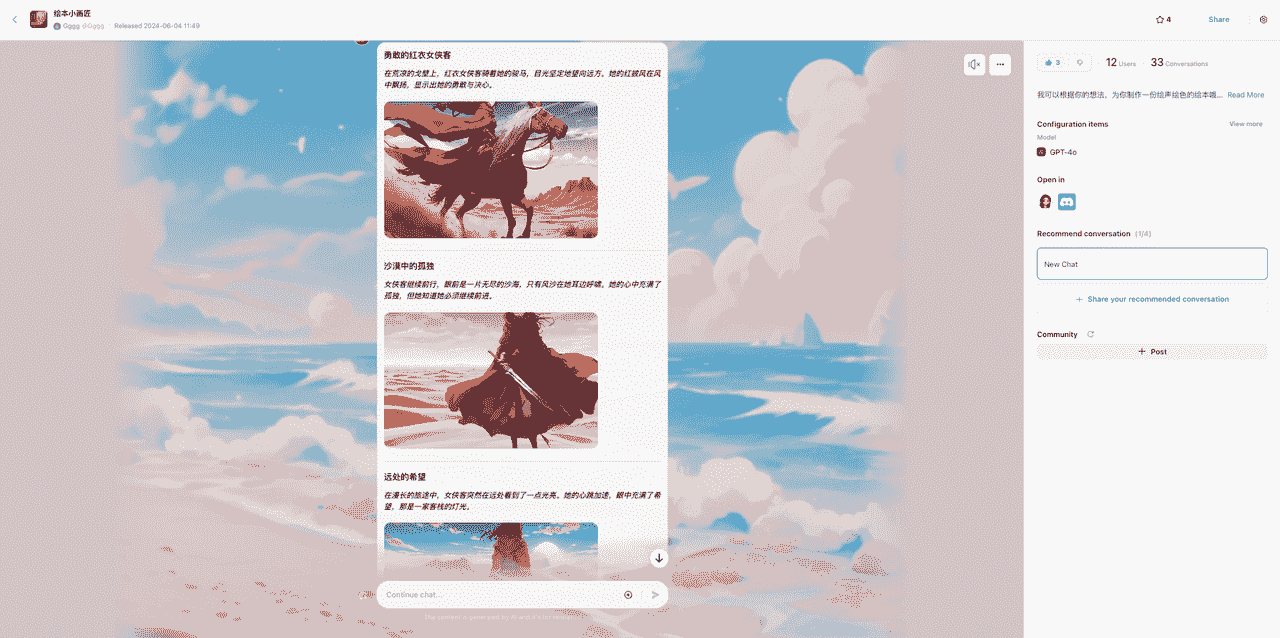 绘本小画匠
Gggg @Gggg · Released 2024-06-04 11:49
4
Share
勇敢的红衣女侠客
在荒凉的戈壁上，红衣女侠客骑着她的骏马，目光坚定地望向远方。她的红披风在风
中飘扬，显示出她的勇敢与决心。
沙漠中的孤独
女侠客继续前行，眼前是一片无尽的沙海，只有风沙在她耳边呼啸。她的心中充满了
孤独，但她知道她必须继续前进。
远处的希望
在漫长的旅途中，女侠客突然在远处看到了一点光亮。她的心跳加速，眼中充满了希
望，那是一家客栈的灯光。
Continue chat...
The content is generated by AI and is for
3
12 Users · 33 Conversations
我可以根据你的想法，为你制作一份绘声绘色的绘本哦... Read More
Configuration items
View more
Model
GPT-4o
Open in
Recommend conversation (1/4)
New Chat
+ Share your recommended conversation
Community
+ Post